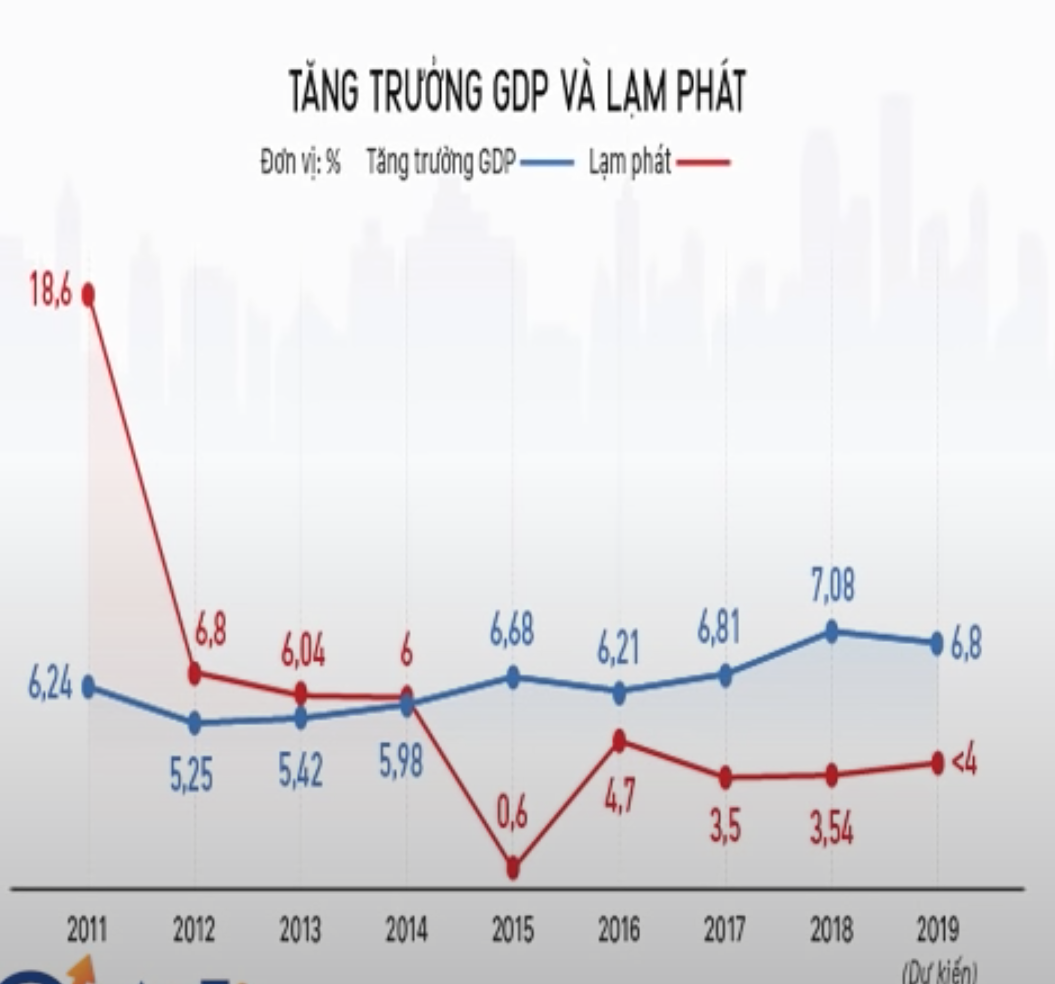 TĂNG TRƯỞNG GDP VÀ LẠM PHÁT
Đơn vị: % Tăng trưởng GDP Lạm phát
18,6
7,08
6,8 6,04 6 6,68 6,21 6,81 6,8
6,24
5,25 5,42 5,98 0,6 4,7 3,5 3,54 <4
2011 2012 2013 2014 2015 2016 2017 2018 2019
(Dự kiến)